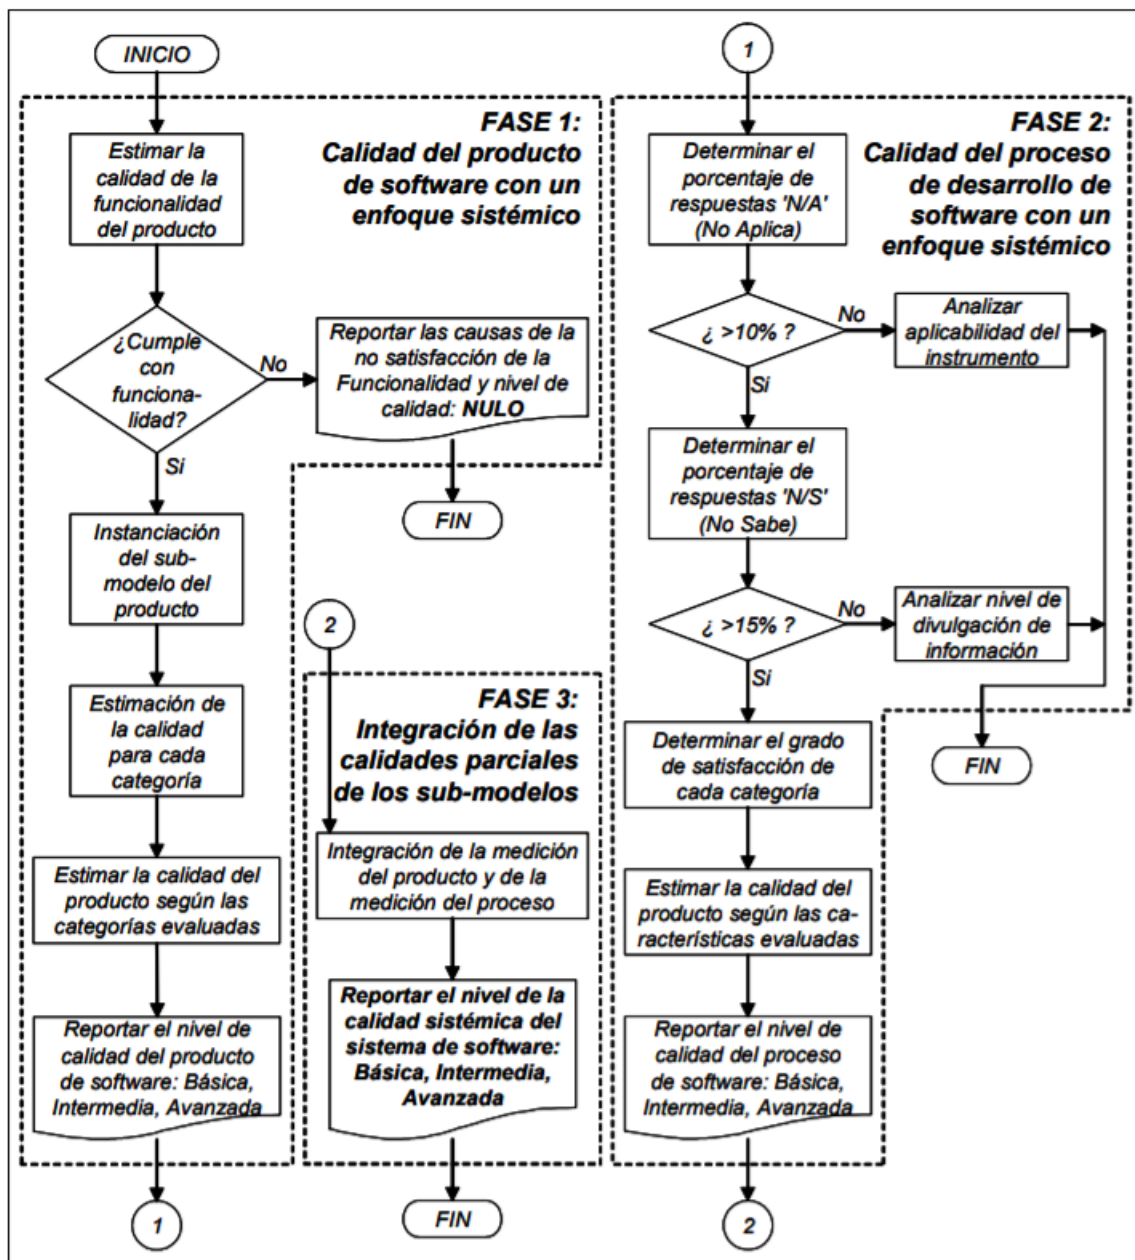 INICIO
FASE 1:
Calidad del producto
de software con un
enfoque sistémico
Estimar la
calidad de la
funcionalidad
del producto
¿Cumple
con
funciona-
lidad?
No
Reportar las causas de la
no satisfacción de la
Funcionalidad y nivel de
calidad: NULO
FIN
Si
Instanciación
del sub-
modelo del
producto
Estimación de
la calidad
para cada
categoría
Estimar la calidad del
producto según las
categorías evaluadas
Reportar el nivel de
calidad del producto
de software: Básica,
Intermedia, Avanzada
1
1
FASE 2:
Calidad del proceso
de desarrollo de
software con un
enfoque sistémico
Determinar el
porcentaje de
respuestas 'N/A'
(No Aplica)
¿ >10% ?
No
Analizar
aplicabilidad del
instrumento
Si
Determinar el
porcentaje de
respuestas 'N/S'
(No Sabe)
¿ >15% ?
No
Analizar nivel de
divulgación de
información
FIN
Si
Determinar el grado
de satisfacción de
cada categoría
Estimar la calidad del
producto según las ca-
racterísticas evaluadas
Reportar el nivel de
calidad del proceso
de software: Básica,
Intermedia, Avanzada
2
2
FASE 3:
Integración de las
calidades parciales
de los sub-modelos
Integración de la medición
del producto y de la
medición del proceso
Reportar el nivel de la
calidad sistémica del
sistema de software:
Básica, Intermedia,
Avanzada
FIN